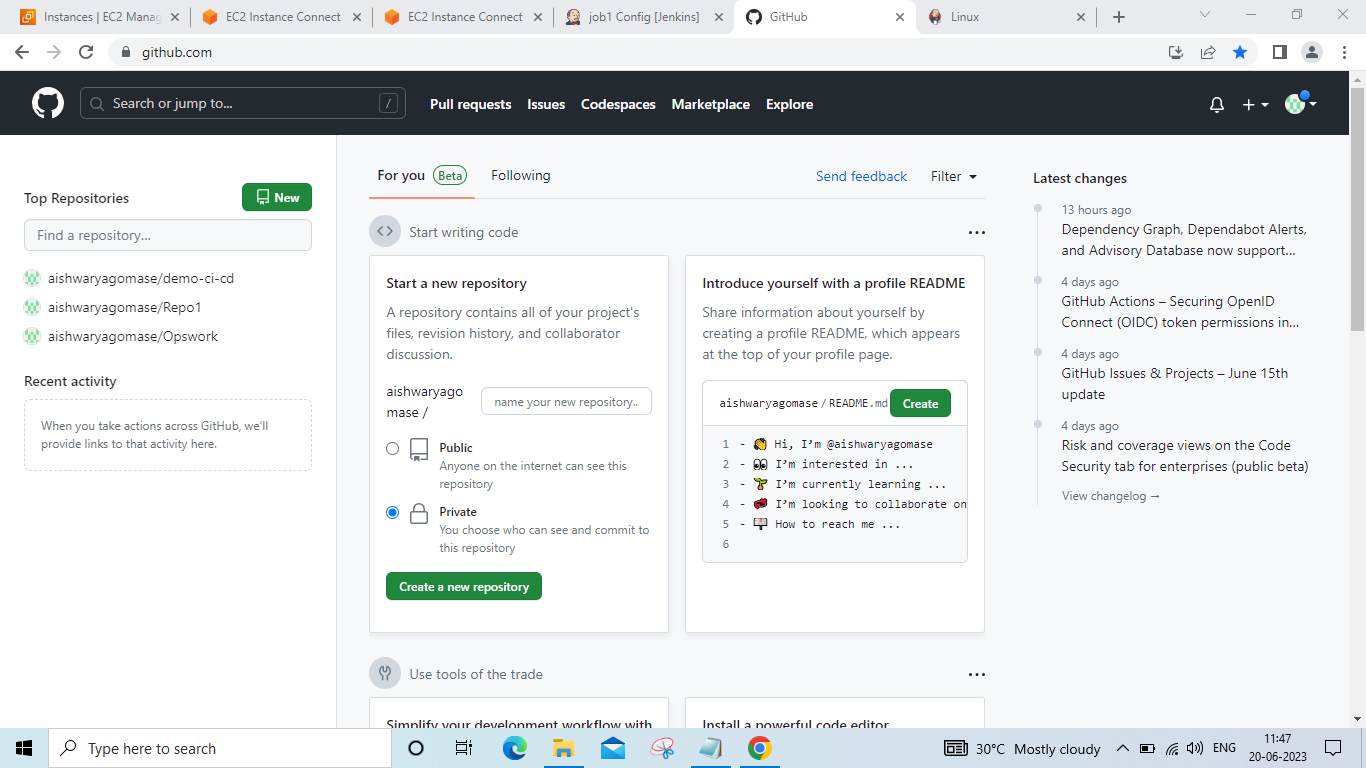 Instances | EC2 Manag
EC2 Instance Connect
EC2 Instance Connect
job1 Config [Jenkins]
GitHub
Linux
github.com
Search or jump to...
/
Pull requests
Issues
Codespaces
Marketplace
Explore
Top Repositories
New
Find a repository...
aishwaryagomase/demo-ci-cd
aishwaryagomase/Repo1
aishwaryagomase/Opswork
Recent activity
When you take actions across GitHub, we'll
provide links to that activity here.
For you Beta
Following
Send feedback
Filter
Start writing code
Start a new repository
A repository contains all of your project's
files, revision history, and collaborator
discussion.
aishwaryago
mase /
name your new repository...
Public
Anyone on the internet can see this
repository
Private
You choose who can see and commit to
this repository
Create a new repository
Introduce yourself with a profile README
Share information about yourself by
creating a profile README, which appears
at the top of your profile page.
aishwaryagomase / README.md
Create
1 - 👋 Hi, I'm @aishwaryagomase
2 - 👀 I'm interested in ...
3 - 🌱 I'm currently learning ...
4 - 💞️ I'm looking to collaborate on
5 - 📫 How to reach me ...
6
Use tools of the trade
Simplify your development workflow with
Install a powerful code editor
Latest changes
13 hours ago
Dependency Graph, Dependabot Alerts,
and Advisory Database now support...
4 days ago
GitHub Actions – Securing OpenID
Connect (OIDC) token permissions in...
4 days ago
GitHub Issues & Projects – June 15th
update
4 days ago
Risk and coverage views on the Code
Security tab for enterprises (public beta)
View changelog →
Type here to search
30°C Mostly cloudy
ENG
11:47
20-06-2023